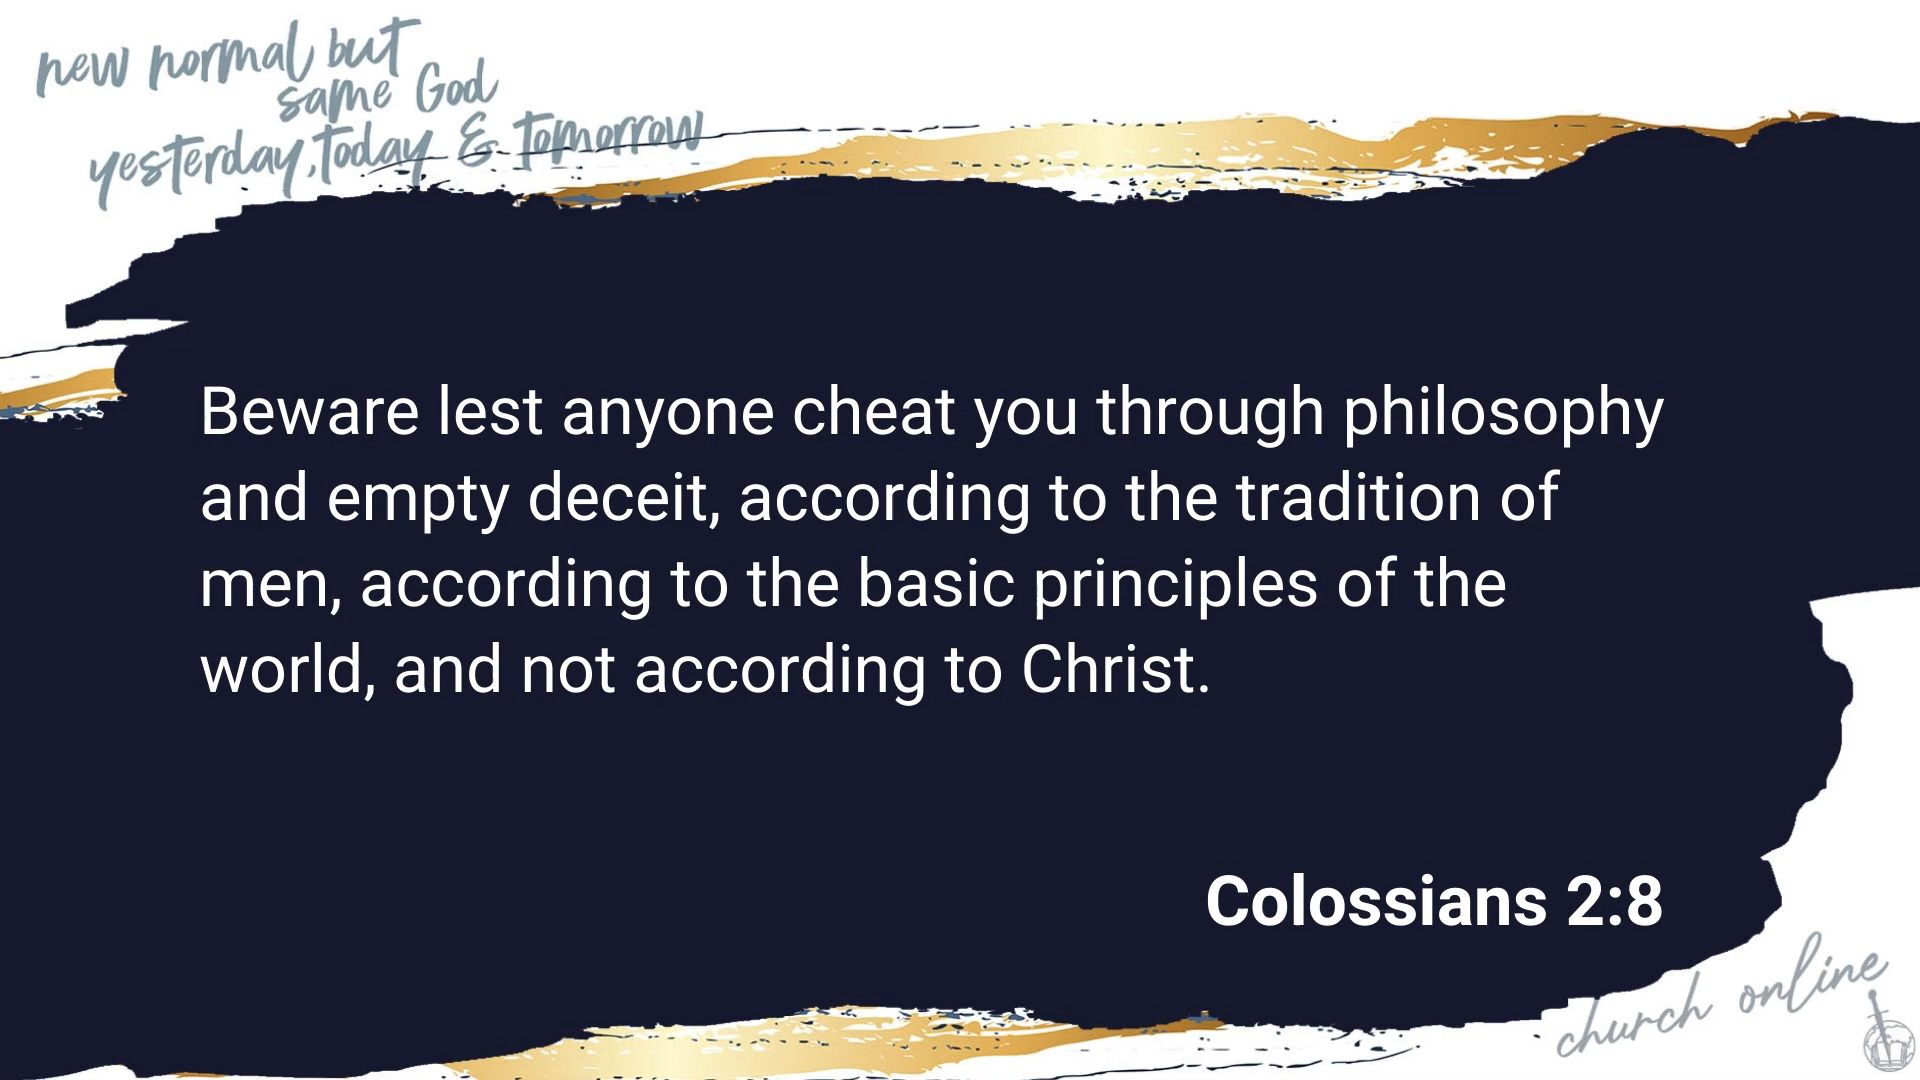 new normal but
same God
yesterday, today & tomorrow
Beware lest anyone cheat you through philosophy
and empty deceit, according to the tradition of
men, according to the basic principles of the
world, and not according to Christ.
Colossians 2:8
church online